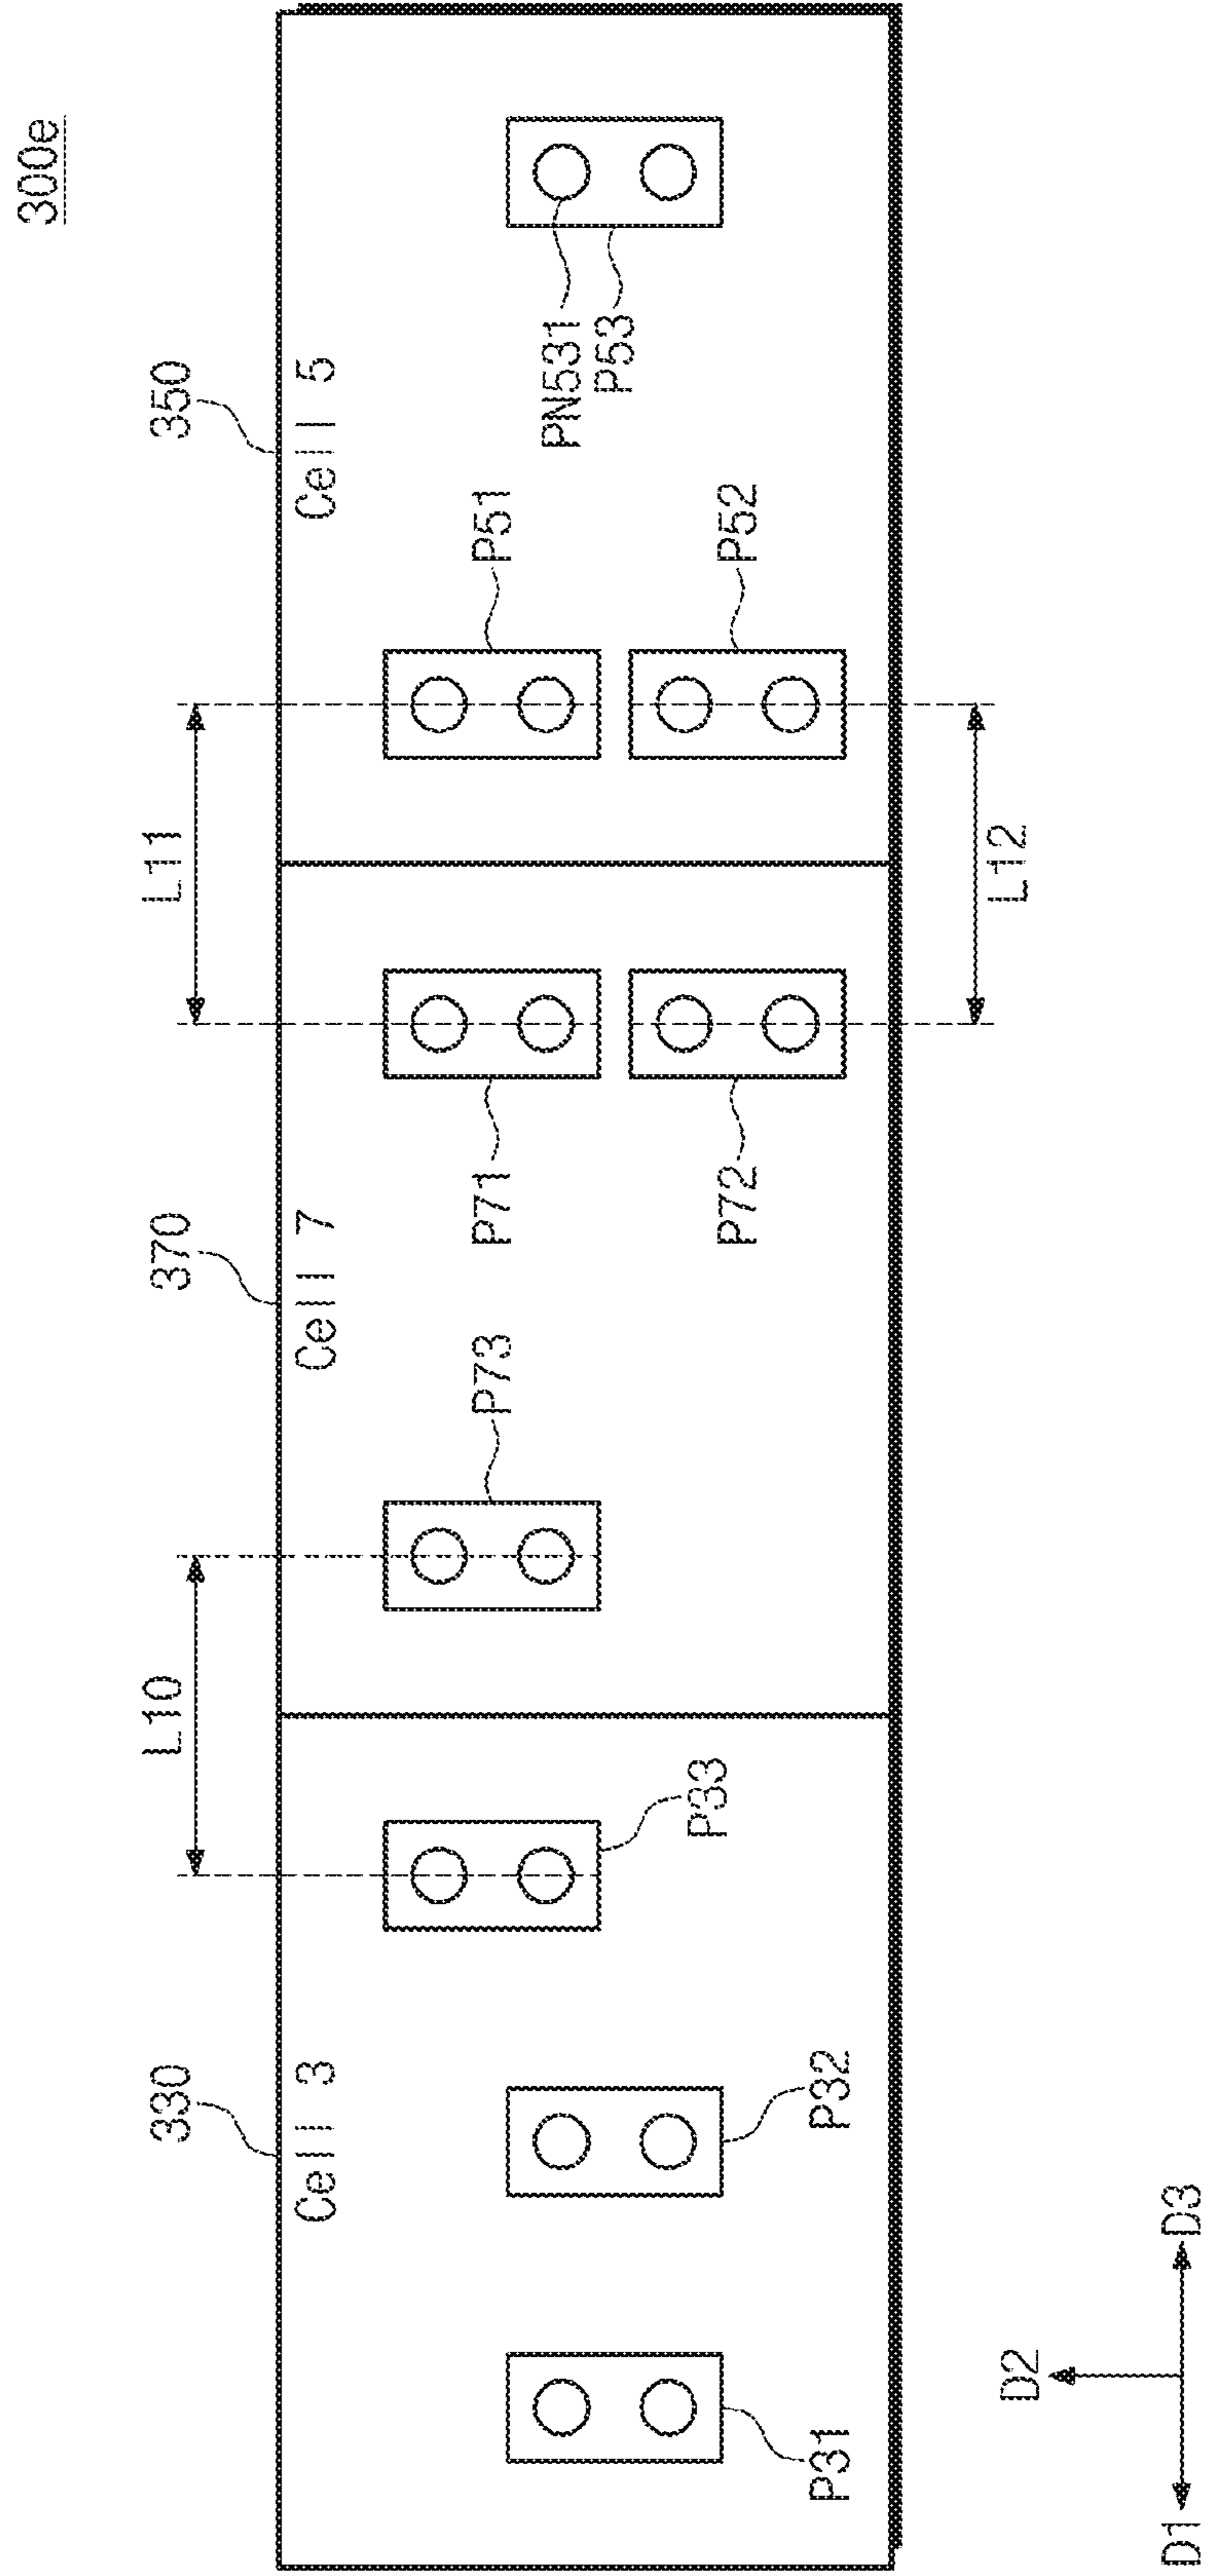 300e
330
370
350
L10
L11
Cell 3
Cell 7
Cell 5
P73
P51
P71
PN531
P53
P33
P52
P72
P32
P31
L12
D2
D1
D3